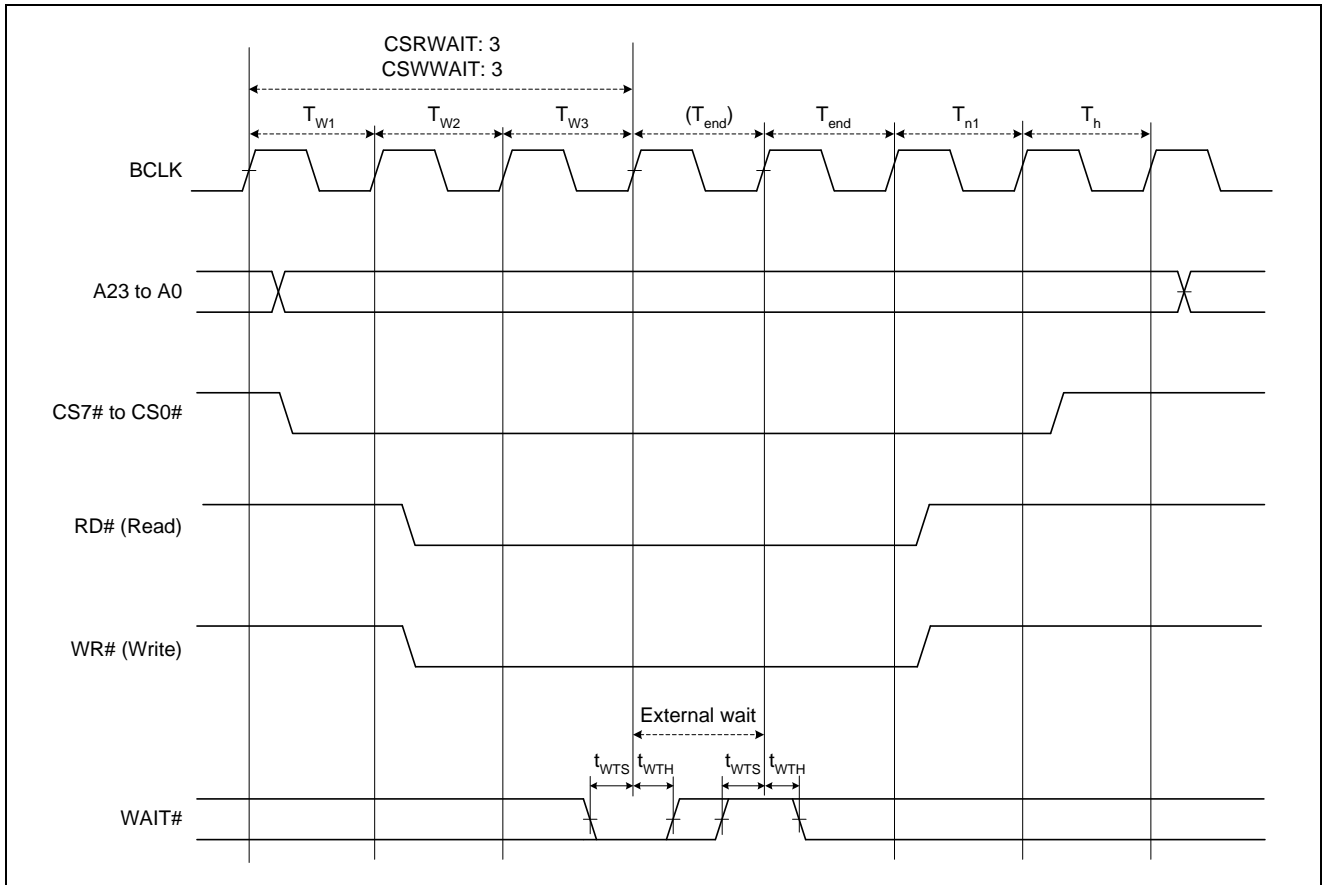 CSRWAIT: 3
CSWWAIT: 3
TW1 TW2 TW3 (Tend) Tend Tn1 Th
BCLK
A23 to A0
CS7# to CS0#
RD# (Read)
WR# (Write)
External wait
tWTS tWTH tWTS tWTH
WAIT#